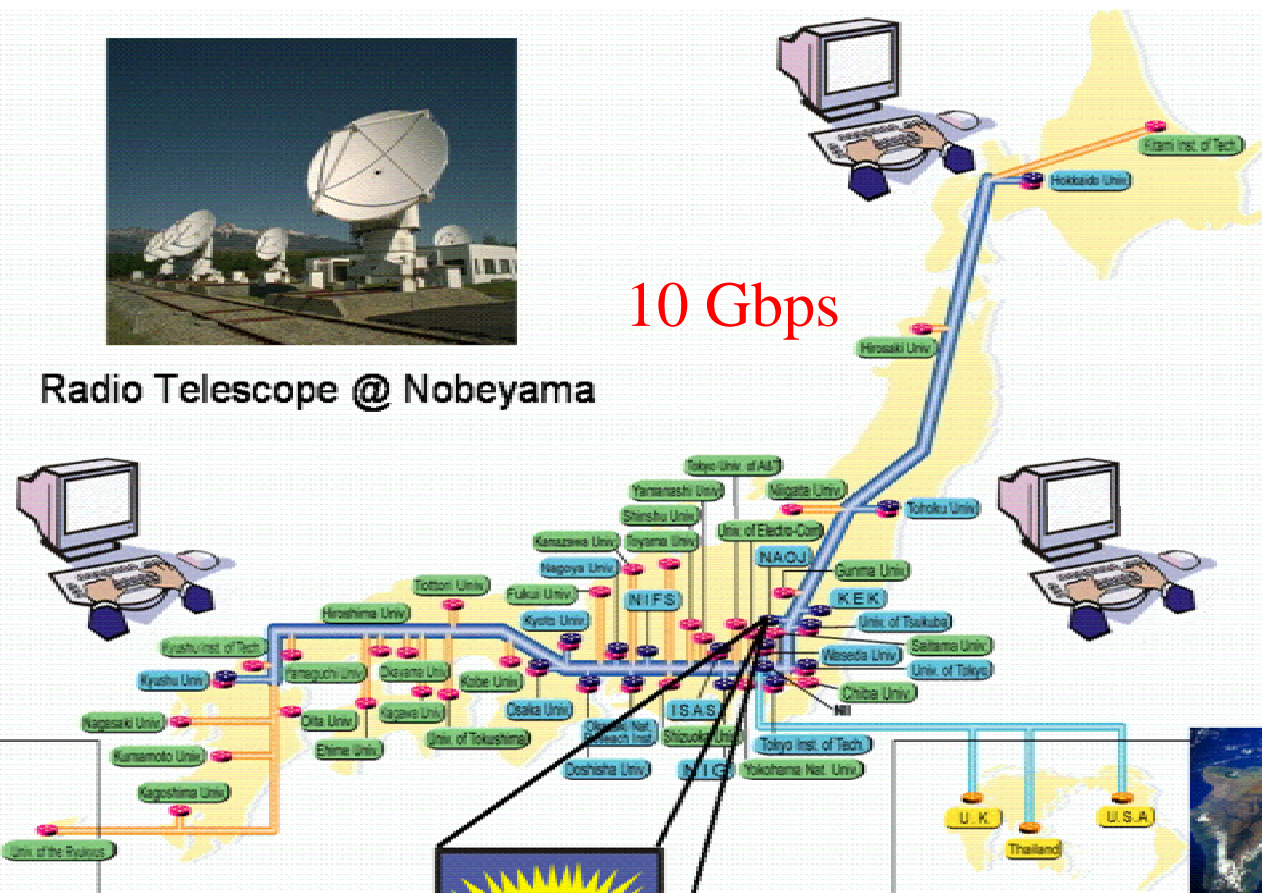 Kitami Inst. of Tech.
Hokkaido Univ.
10 Gbps
Hirosaki Univ.
Radio Telescope @ Nobeyama
Tokyo Univ. of A&T
Yamanashi Univ.
Niigata Univ.
Shinshu Univ.
Tohoku Univ.
Univ. of Electro-Com
Kanazawa Univ.
Toyama Univ.
NAOJ
Nagoya Univ.
Gunma Univ.
Tottori Univ.
Fukui Univ.
NIFS
KEK
Hiroshima Univ.
Kyoto Univ.
Univ. of Tsukuba
Kyushu Inst. of Tech.
Saitama Univ.
Waseda Univ.
Yamaguchi Univ.
Okayama Univ.
Kobe Univ.
Univ. of Tokyo
Kyushu Univ.
Chiba Univ.
Osaka Univ.
ISAS
NII
Nagasaki Univ.
Oita Univ.
Kagawa Univ.
Ehime Univ.
Univ. of Tokushima
Shizuoka Univ.
Tokyo Inst. of Tech.
Kumamoto Univ.
Doshisha Univ.
NIG
Yokohama Nat. Univ.
Kagoshima Univ.
U.K
U.S.A
Thailand
Univ. of the Ryukyus